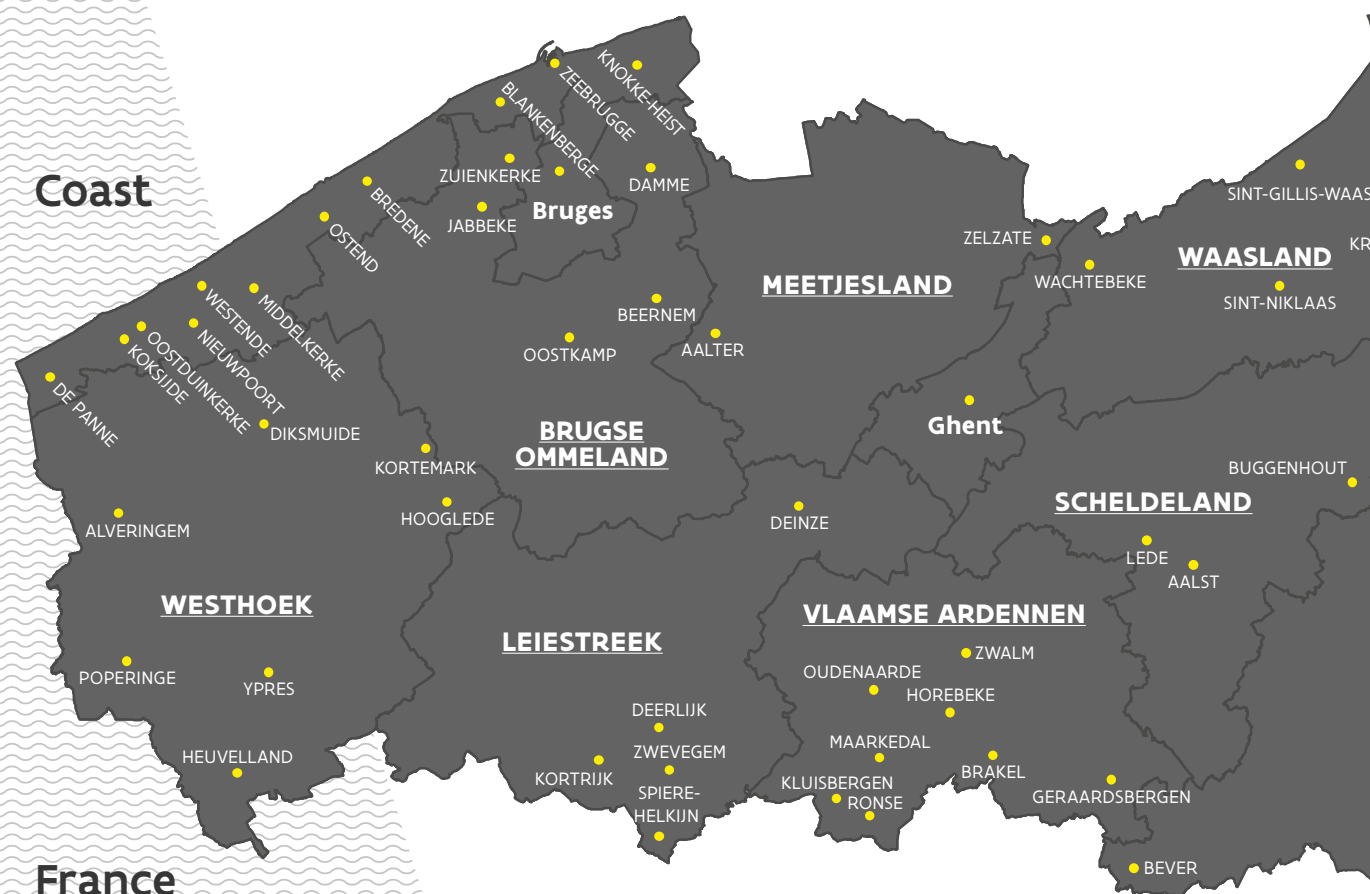 KNOKKE-HEIST
ZEEBRUGGE
BLANKENBERGE
ZUIENKERKE
DAMME
Coast
BREDENE
JABBEKE
Bruges
OSTEND
SINT-GILLIS-WAAS
ZELZATE
KR
WAASLAND
MEETJESLAND
WACHTEBEKE
SINT-NIKLAAS
BEERNEM
WESTENDE
MIDDELKERKE
NIEUWPOORT
OOSTDUINKERKE
KOKSIJDE
DE PANNE
OOSTKAMP
AALTER
DIKSMUIDE
Ghent
BRUGSE
OMMELAND
KORTEMARK
BUGGENHOUT
SCHELDELAND
HOOGLEDE
DEINZE
ALVERINGEM
LEDE
AALST
WESTHOEK
VLAAMSE ARDENNEN
LEIESTREEK
ZWALM
OUDENAARDE
POPERINGE
YPRES
HOREBEKE
DEERLIJK
MAARKEDAL
ZWEVEGEM
HEUVELLAND
KORTRIJK
BRAKEL
KLUISBERGEN
SPIERE-
HELKIJN
RONSE
GERAARDSBERGEN
BEVER
France